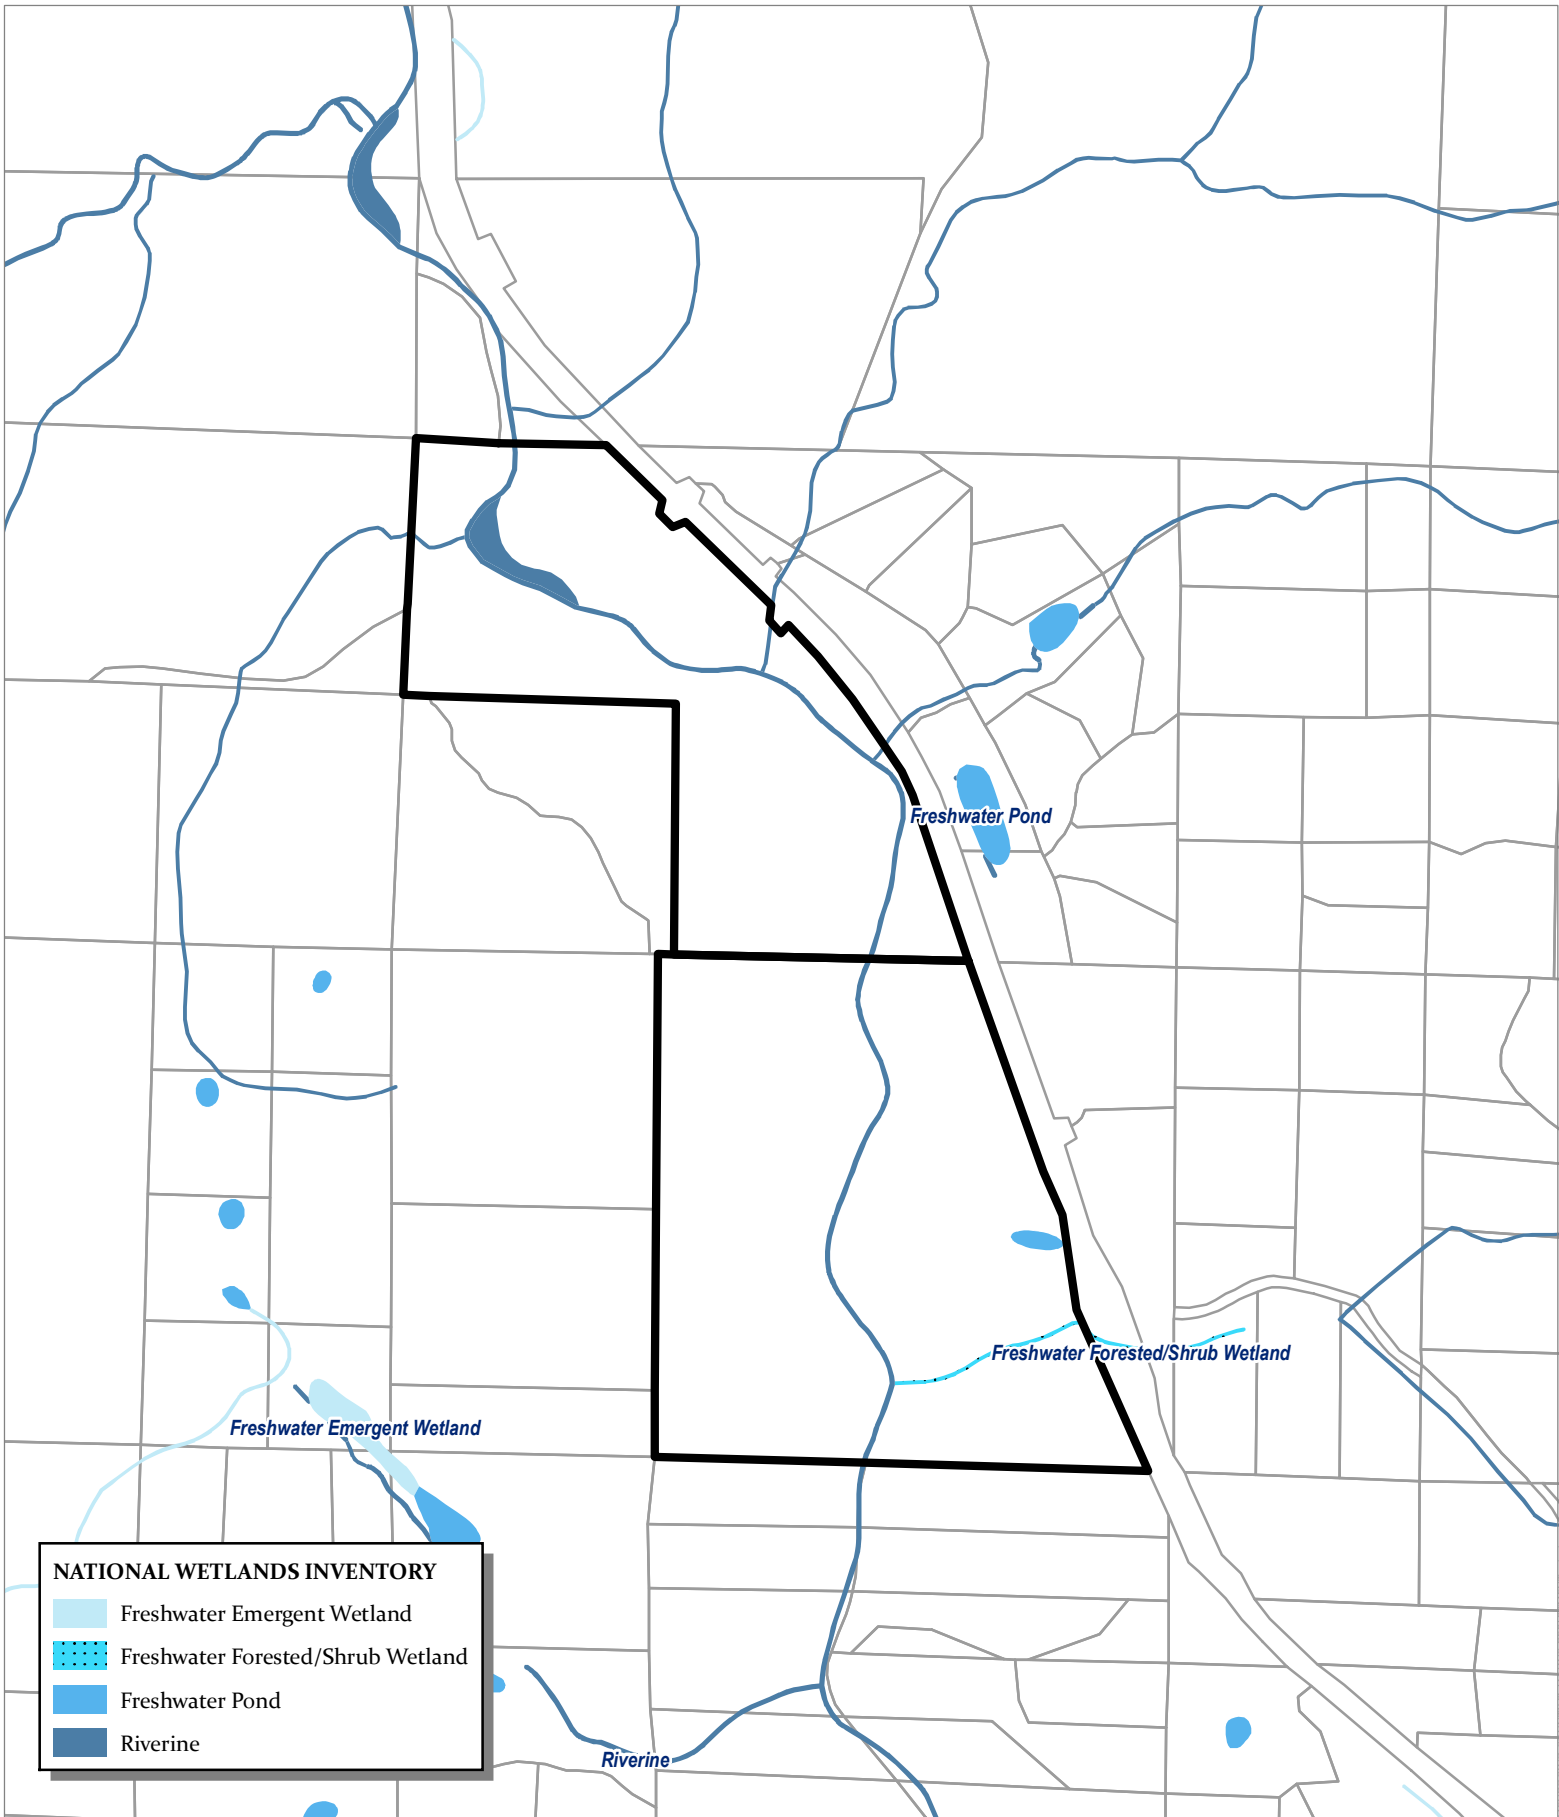 Freshwater Pond
Freshwater Forested/Shrub Wetland
Freshwater Emergent Wetland
NATIONAL WETLANDS INVENTORY
Freshwater Emergent Wetland
Freshwater Forested/Shrub Wetland
Freshwater Pond
Riverine
Riverine